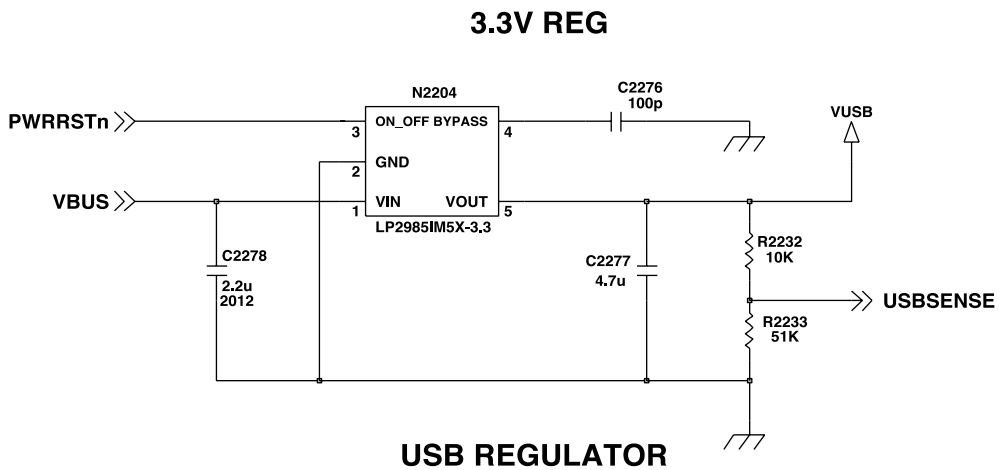 3.3V REG
N2204
C2276
100p
PWRRSTn
3
ON_OFF BYPASS
4
VUSB
2
GND
VBUS
1
VIN VOUT
5
LP2985IM5X-3.3
C2278
2.2u
2012
C2277
4.7u
R2232
10K
USBSENSE
R2233
51K
USB REGULATOR